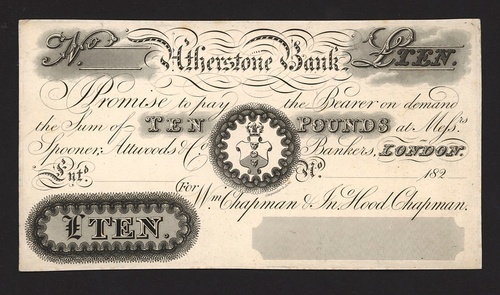 No Atherstone Bank £TEN.
I Promise to pay the Bearer on demand
the Sum of TEN POUNDS at Messrs
Spooner, Attwoods & Co Bankers, LONDON.
Entd No 182
For Wm Chapman & Jn. Hood Chapman.
£TEN.